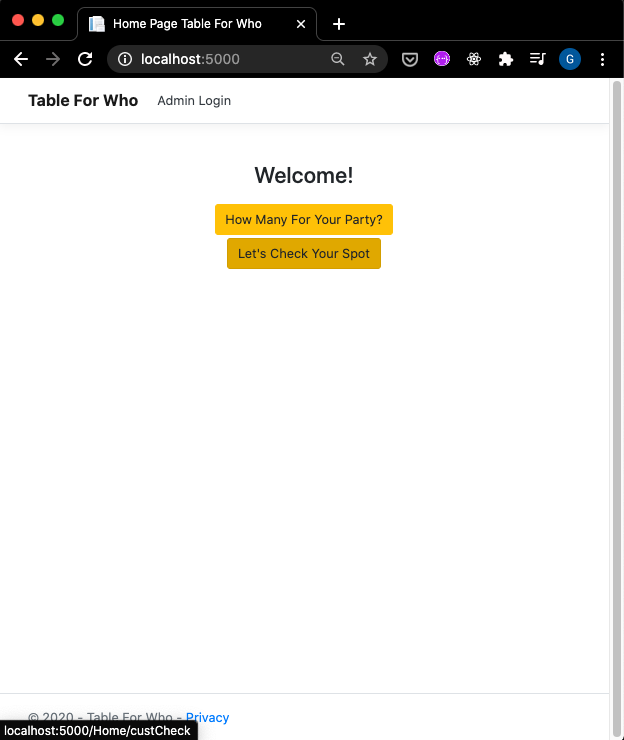 Home Page Table For Who
localhost:5000
G
Table For Who Admin Login
Welcome!
How Many For Your Party?
Let's Check Your Spot
© 2020 - Table For Who - Privacy
localhost:5000/Home/custCheck